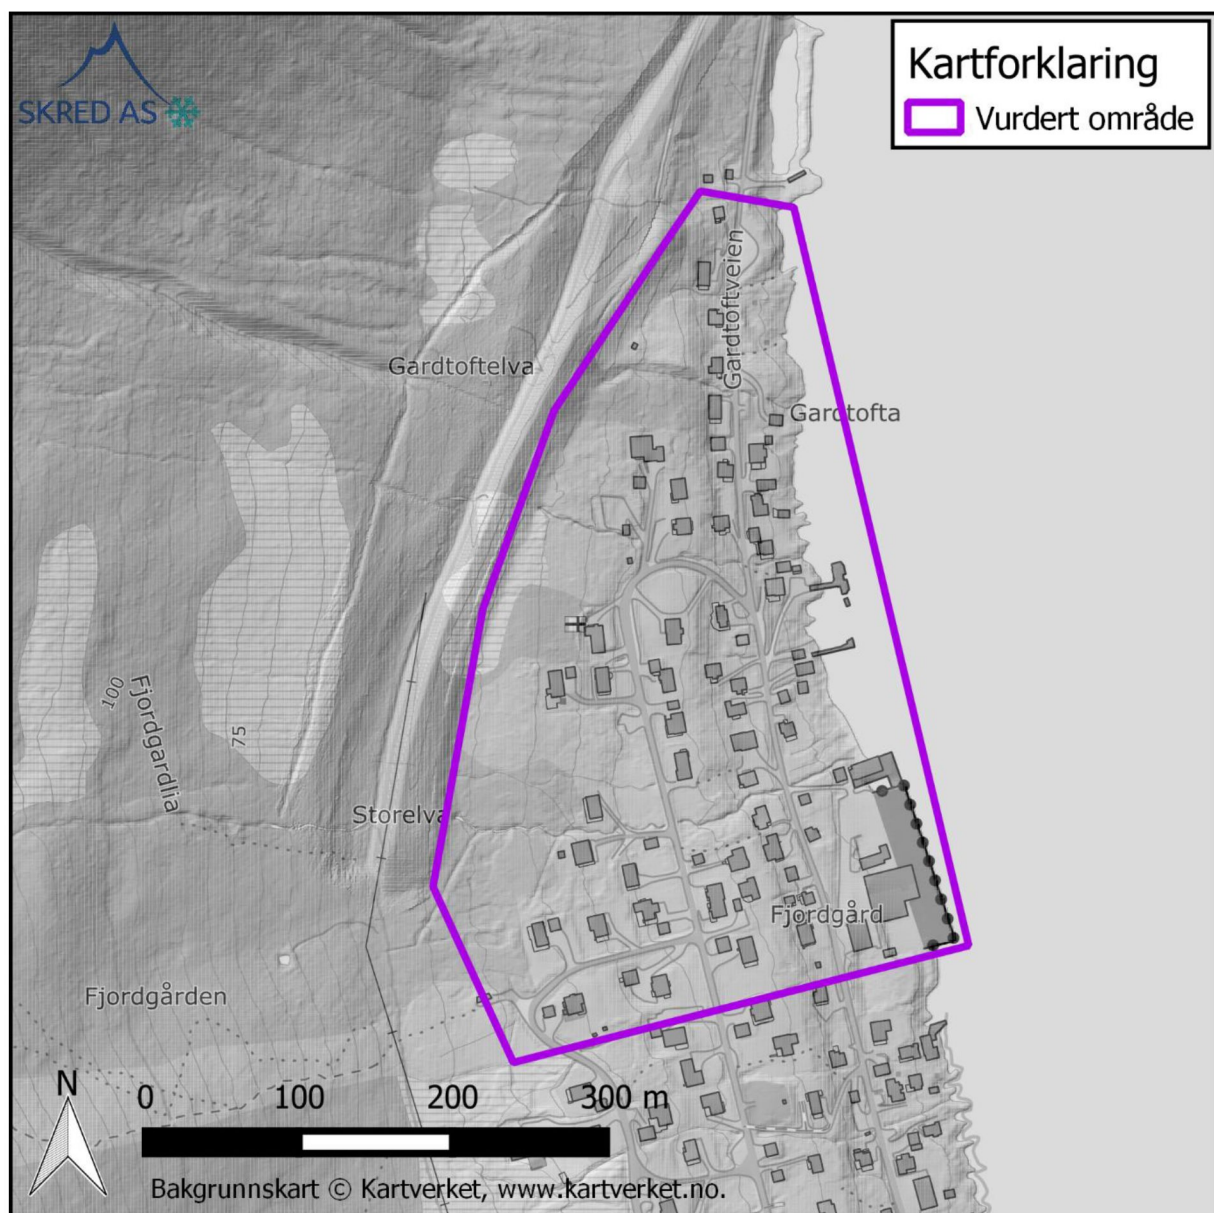 SKRED AS
Kartforklaring
Vurdert område
Gardtoftveien
Gardtoftelva
Gardtofta
100
Fjordgardlia
75
Storelva
Fjordgård
Fjordgården
N
0 100 200 300 m
Bakgrunnskart © Kartverket, www.kartverket.no.